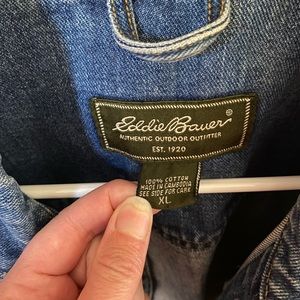 Eddie Bauer®
AUTHENTIC OUTDOOR OUTFITTER
EST. 1920
100% COTTON
MADE IN CAMBODIA
SEE SIDE FOR CARE
XL